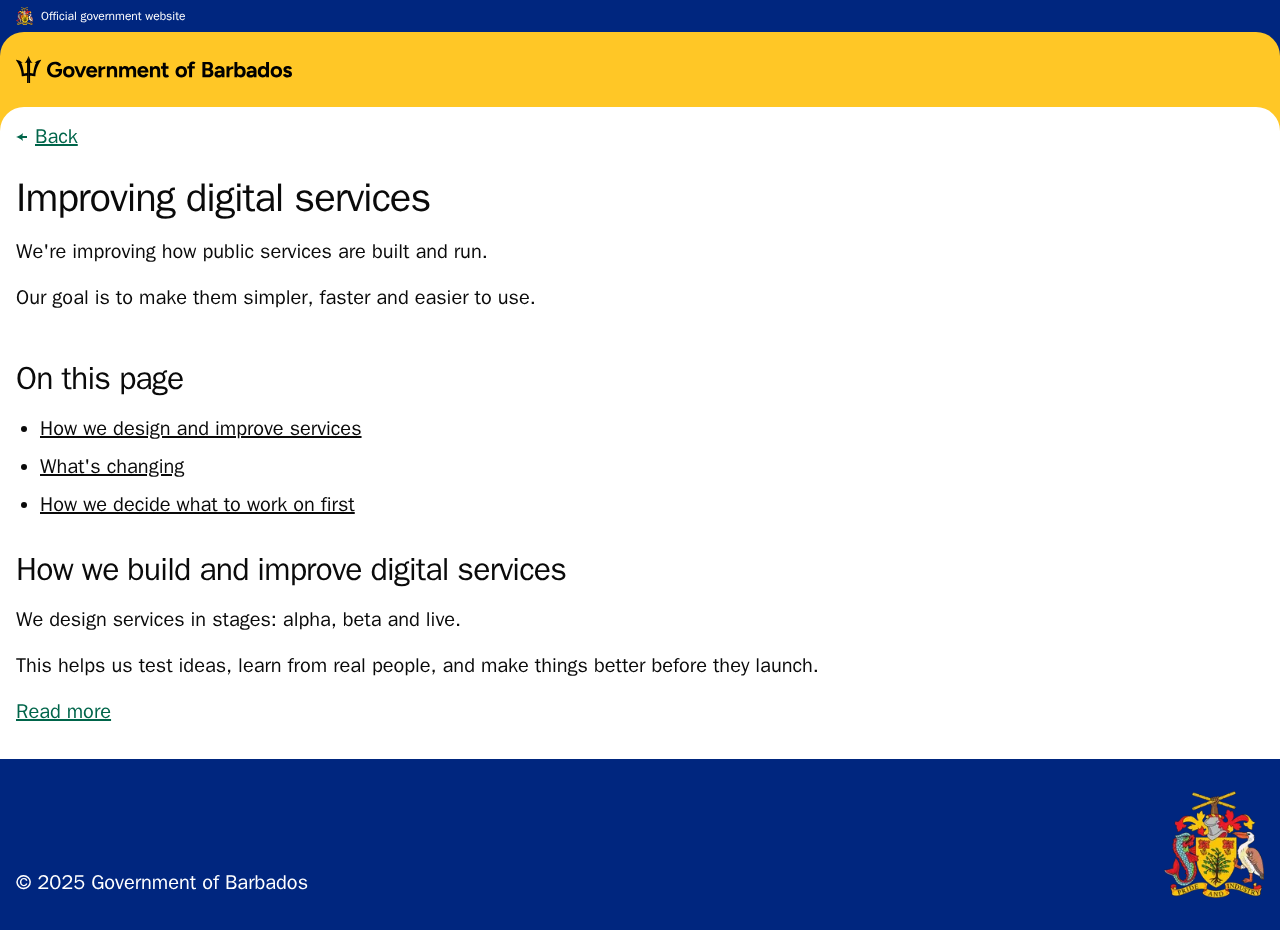 Official government website
Government of Barbados
Back
Improving digital services
We're improving how public services are built and run.
Our goal is to make them simpler, faster and easier to use.
On this page
How we design and improve services
What's changing
How we decide what to work on first
How we build and improve digital services
We design services in stages: alpha, beta and live.
This helps us test ideas, learn from real people, and make things better before they launch.
Read more
PRIDE AND INDUSTRY
© 2025 Government of Barbados